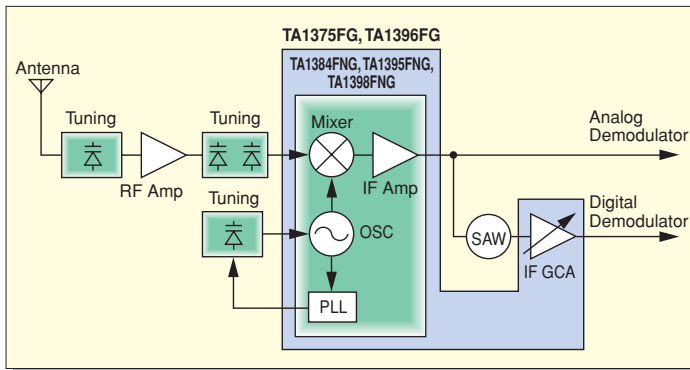 TA1375FG, TA1396FG
TA1384FNG, TA1395FNG,
TA1398FNG
Antenna
Tuning
RF Amp
Tuning
Mixer
IF Amp
Analog
Demodulator
Tuning
OSC
PLL
SAW
IF GCA
Digital
Demodulator